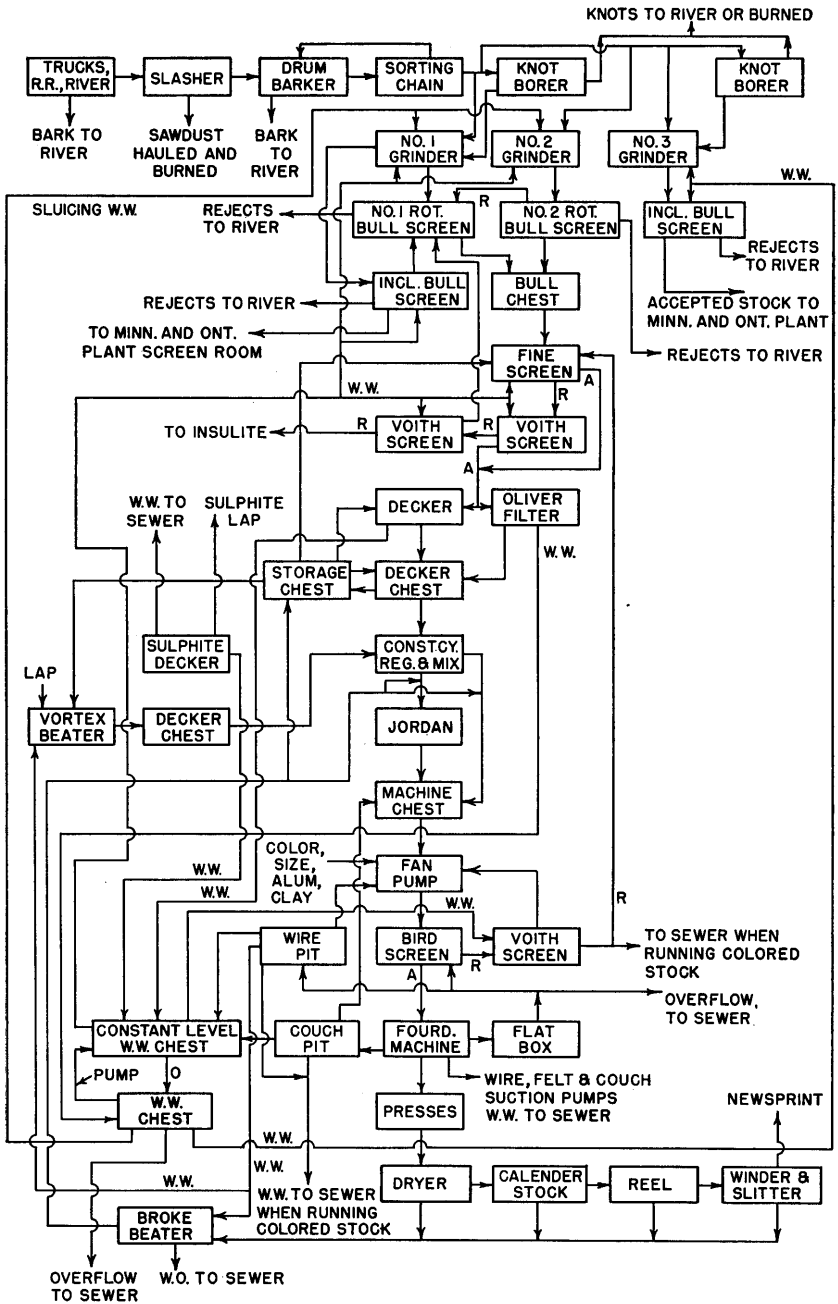 KNOTS TO RIVER OR BURNED
TRUCKS,
R.R., RIVER
SLASHER
DRUM
BARKER
SORTING
CHAIN
KNOT
BORER
KNOT
BORER
BARK TO
RIVER
SAWDUST
HAULED AND
BURNED
BARK
TO
RIVER
NO. 1
GRINDER
NO. 2
GRINDER
NO. 3
GRINDER
W.W.
SLUICING W.W.
REJECTS
TO RIVER
NO. 1 ROT.
BULL SCREEN
R
NO. 2 ROT.
BULL SCREEN
INCL. BULL
SCREEN
REJECTS
TO RIVER
REJECTS TO RIVER
INCL. BULL
SCREEN
BULL
CHEST
ACCEPTED STOCK TO
MINN. AND ONT. PLANT
TO MINN. AND ONT.
PLANT SCREEN ROOM
FINE
SCREEN
REJECTS TO RIVER
A
W.W.
R
TO INSULITE
R
VOITH
SCREEN
R
VOITH
SCREEN
A
W.W. TO
SEWER
SULPHITE
LAP
DECKER
OLIVER
FILTER
W.W.
STORAGE
CHEST
DECKER
CHEST
SULPHITE
DECKER
CONST.CY.
REG. & MIX
LAP
VORTEX
BEATER
DECKER
CHEST
JORDAN
MACHINE
CHEST
COLOR,
SIZE,
ALUM,
CLAY
FAN
PUMP
W.W.
W.W.
W.W.
R
WIRE
PIT
BIRD
SCREEN
R
VOITH
SCREEN
TO SEWER WHEN
RUNNING COLORED
STOCK
A
OVERFLOW,
TO SEWER
CONSTANT LEVEL
W.W. CHEST
COUCH
PIT
FOURD.
MACHINE
FLAT
BOX
PUMP
O
WIRE, FELT & COUCH
SUCTION PUMPS
W.W. TO SEWER
W.W.
CHEST
PRESSES
NEWSPRINT
W.W.
W.W.
W.W.
W.W. TO SEWER
WHEN RUNNING
COLORED STOCK
DRYER
CALENDER
STOCK
REEL
WINDER &
SLITTER
BROKE
BEATER
OVERFLOW
TO SEWER
W.O. TO SEWER